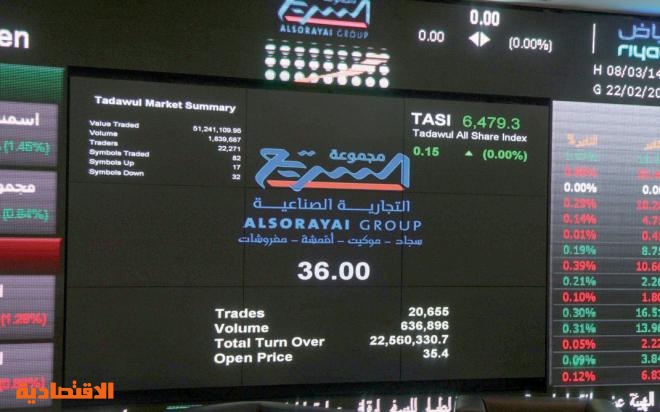 مجموعة
السريع
ALSORAYAI GROUP
0.00
0.00
(0.00%)
H 08/03/14
G 22/02/20
Tadawul Market Summary
Value Traded 51,241,109.95
Volume 1,839,687
Traders 22,271
Symbols Traded 82
Symbols Up 17
Symbols Down 32
TASI 6,479.3
Tadawul All Share Index
0.15 ▲ (0.00%)
مجموعة
السريع
التجارية الصناعية
ALSORAYAI GROUP
سجاد - موكيت - أقمشة - مفروشات
36.00
Trades 20,655
Volume 636,896
Total Turn Over 22,560,330.7
Open Price 35.4
(1.45%)
(0.84%)
(1.28%)
0.00% 0.0
0.29%
0.14%
0.01%
0.19%
0.39%
0.21%
0.10%
0.30%
0.31%
0.05%
0.09%
0.12%
الاقتصادية